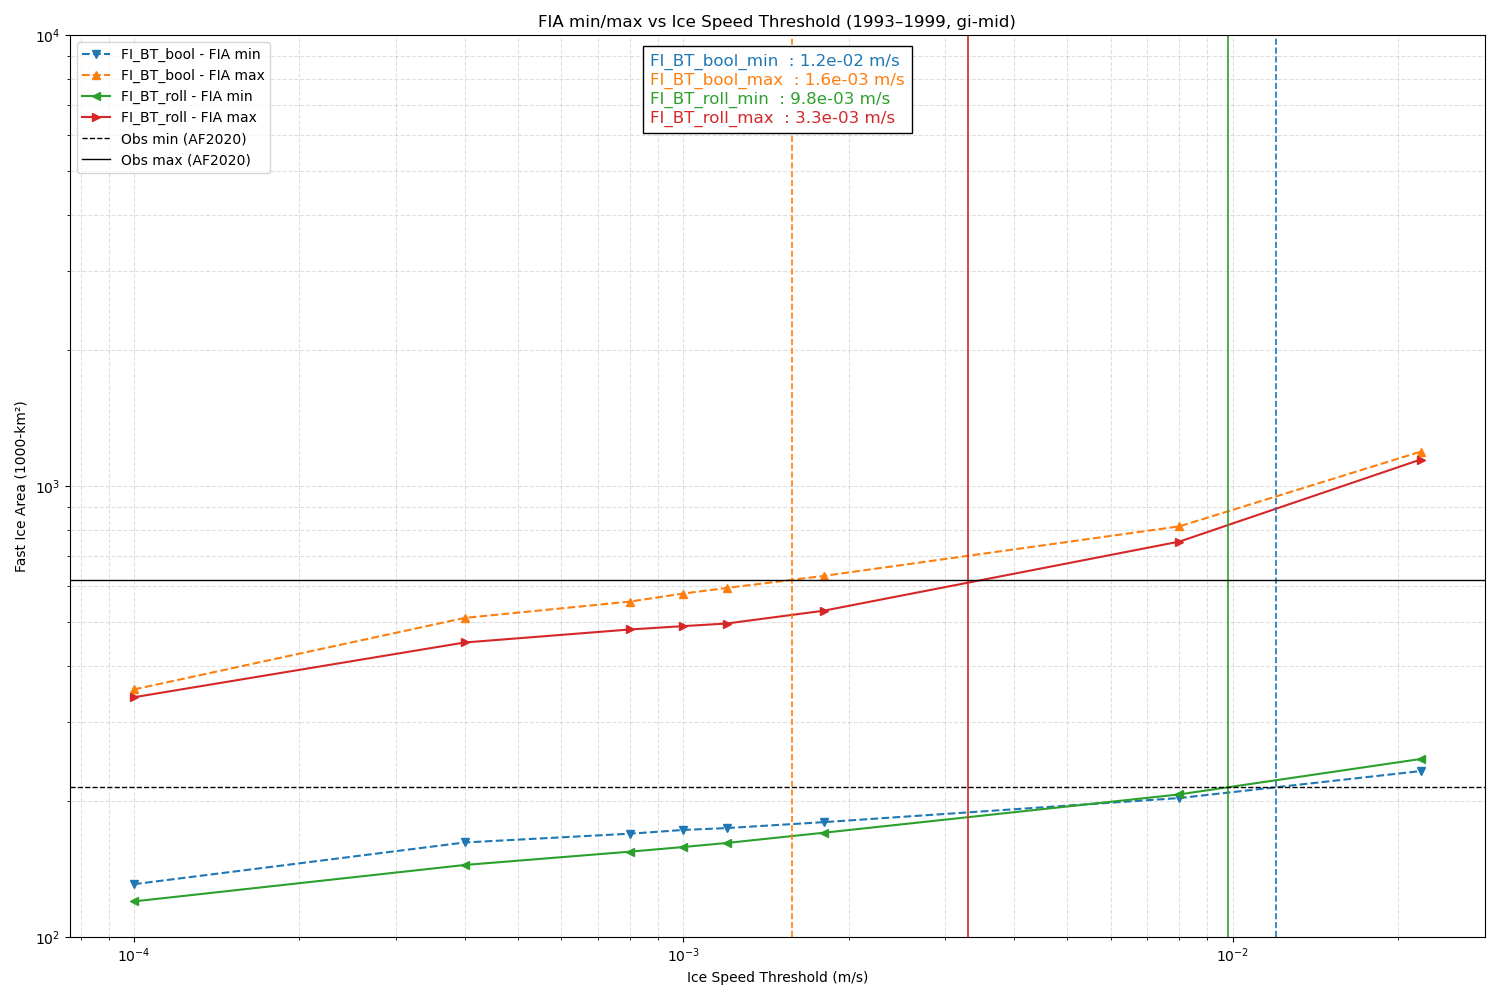 FIA min/max vs Ice Speed Threshold (1993–1999, gi-mid)
FI_BT_bool - FIA min
FI_BT_bool - FIA max
FI_BT_roll - FIA min
FI_BT_roll - FIA max
Obs min (AF2020)
Obs max (AF2020)
FI_BT_bool_min : 1.2e-02 m/s
FI_BT_bool_max : 1.6e-03 m/s
FI_BT_roll_min : 9.8e-03 m/s
FI_BT_roll_max : 3.3e-03 m/s
Fast Ice Area (1000-km²)
10⁴
10³
10²
10⁻⁴ 10⁻³ 10⁻²
Ice Speed Threshold (m/s)